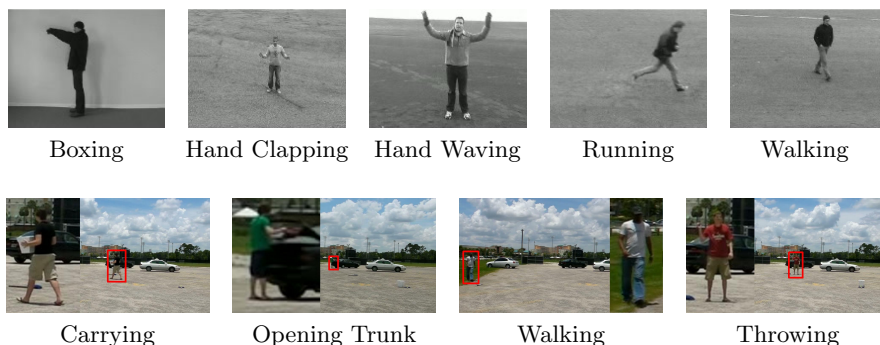 Boxing
Hand Clapping
Hand Waving
Running
Walking
Carrying
Opening Trunk
Walking
Throwing